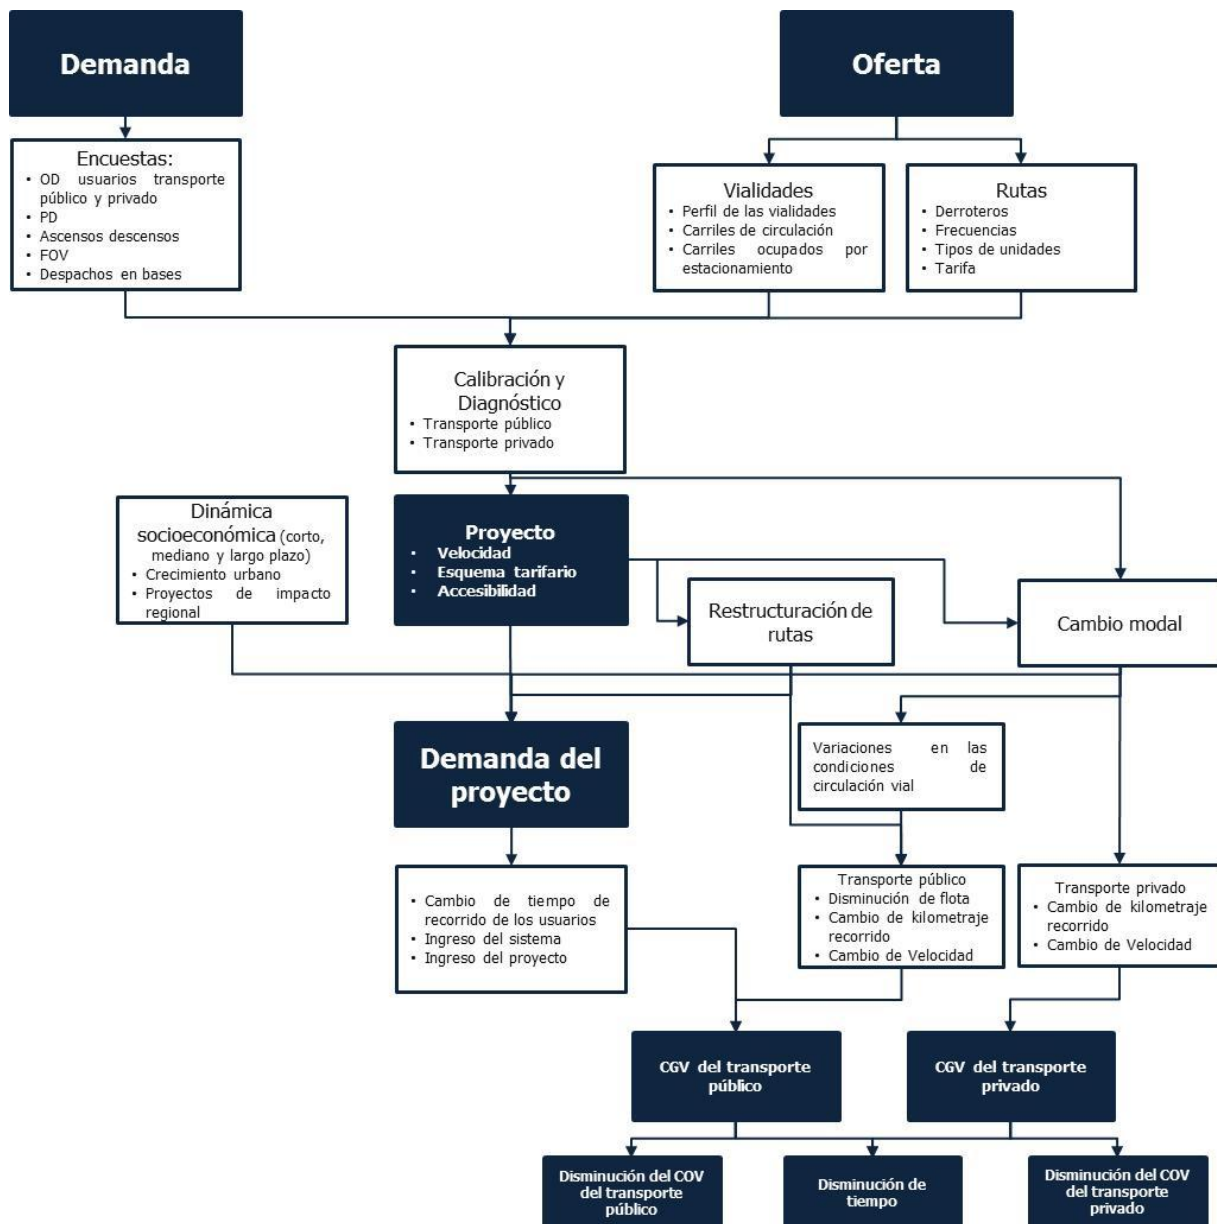 Demanda
Oferta
Encuestas:
• OD usuarios transporte
público y privado
• PD
• Ascensos descensos
• FOV
• Despachos en bases
Vialidades
• Perfil de las vialidades
• Carriles de circulación
• Carriles ocupados por
estacionamiento
Rutas
• Derroteros
• Frecuencias
• Tipos de unidades
• Tarifa
Calibración y
Diagnóstico
• Transporte público
• Transporte privado
Dinámica
socioeconómica (corto,
mediano y largo plazo)
• Crecimiento urbano
• Proyectos de impacto
regional
Proyecto
• Velocidad
• Esquema tarifario
• Accesibilidad
Restructuración de
rutas
Cambio modal
Demanda del
proyecto
Variaciones en las
condiciones de
circulación vial
• Cambio de tiempo de
recorrido de los usuarios
• Ingreso del sistema
• Ingreso del proyecto
Transporte público
• Disminución de flota
• Cambio de kilometraje
recorrido
• Cambio de Velocidad
Transporte privado
• Cambio de kilometraje
recorrido
• Cambio de Velocidad
CGV del transporte
público
CGV del transporte
privado
Disminución del COV
del transporte
público
Disminución de
tiempo
Disminución del COV
del transporte
privado